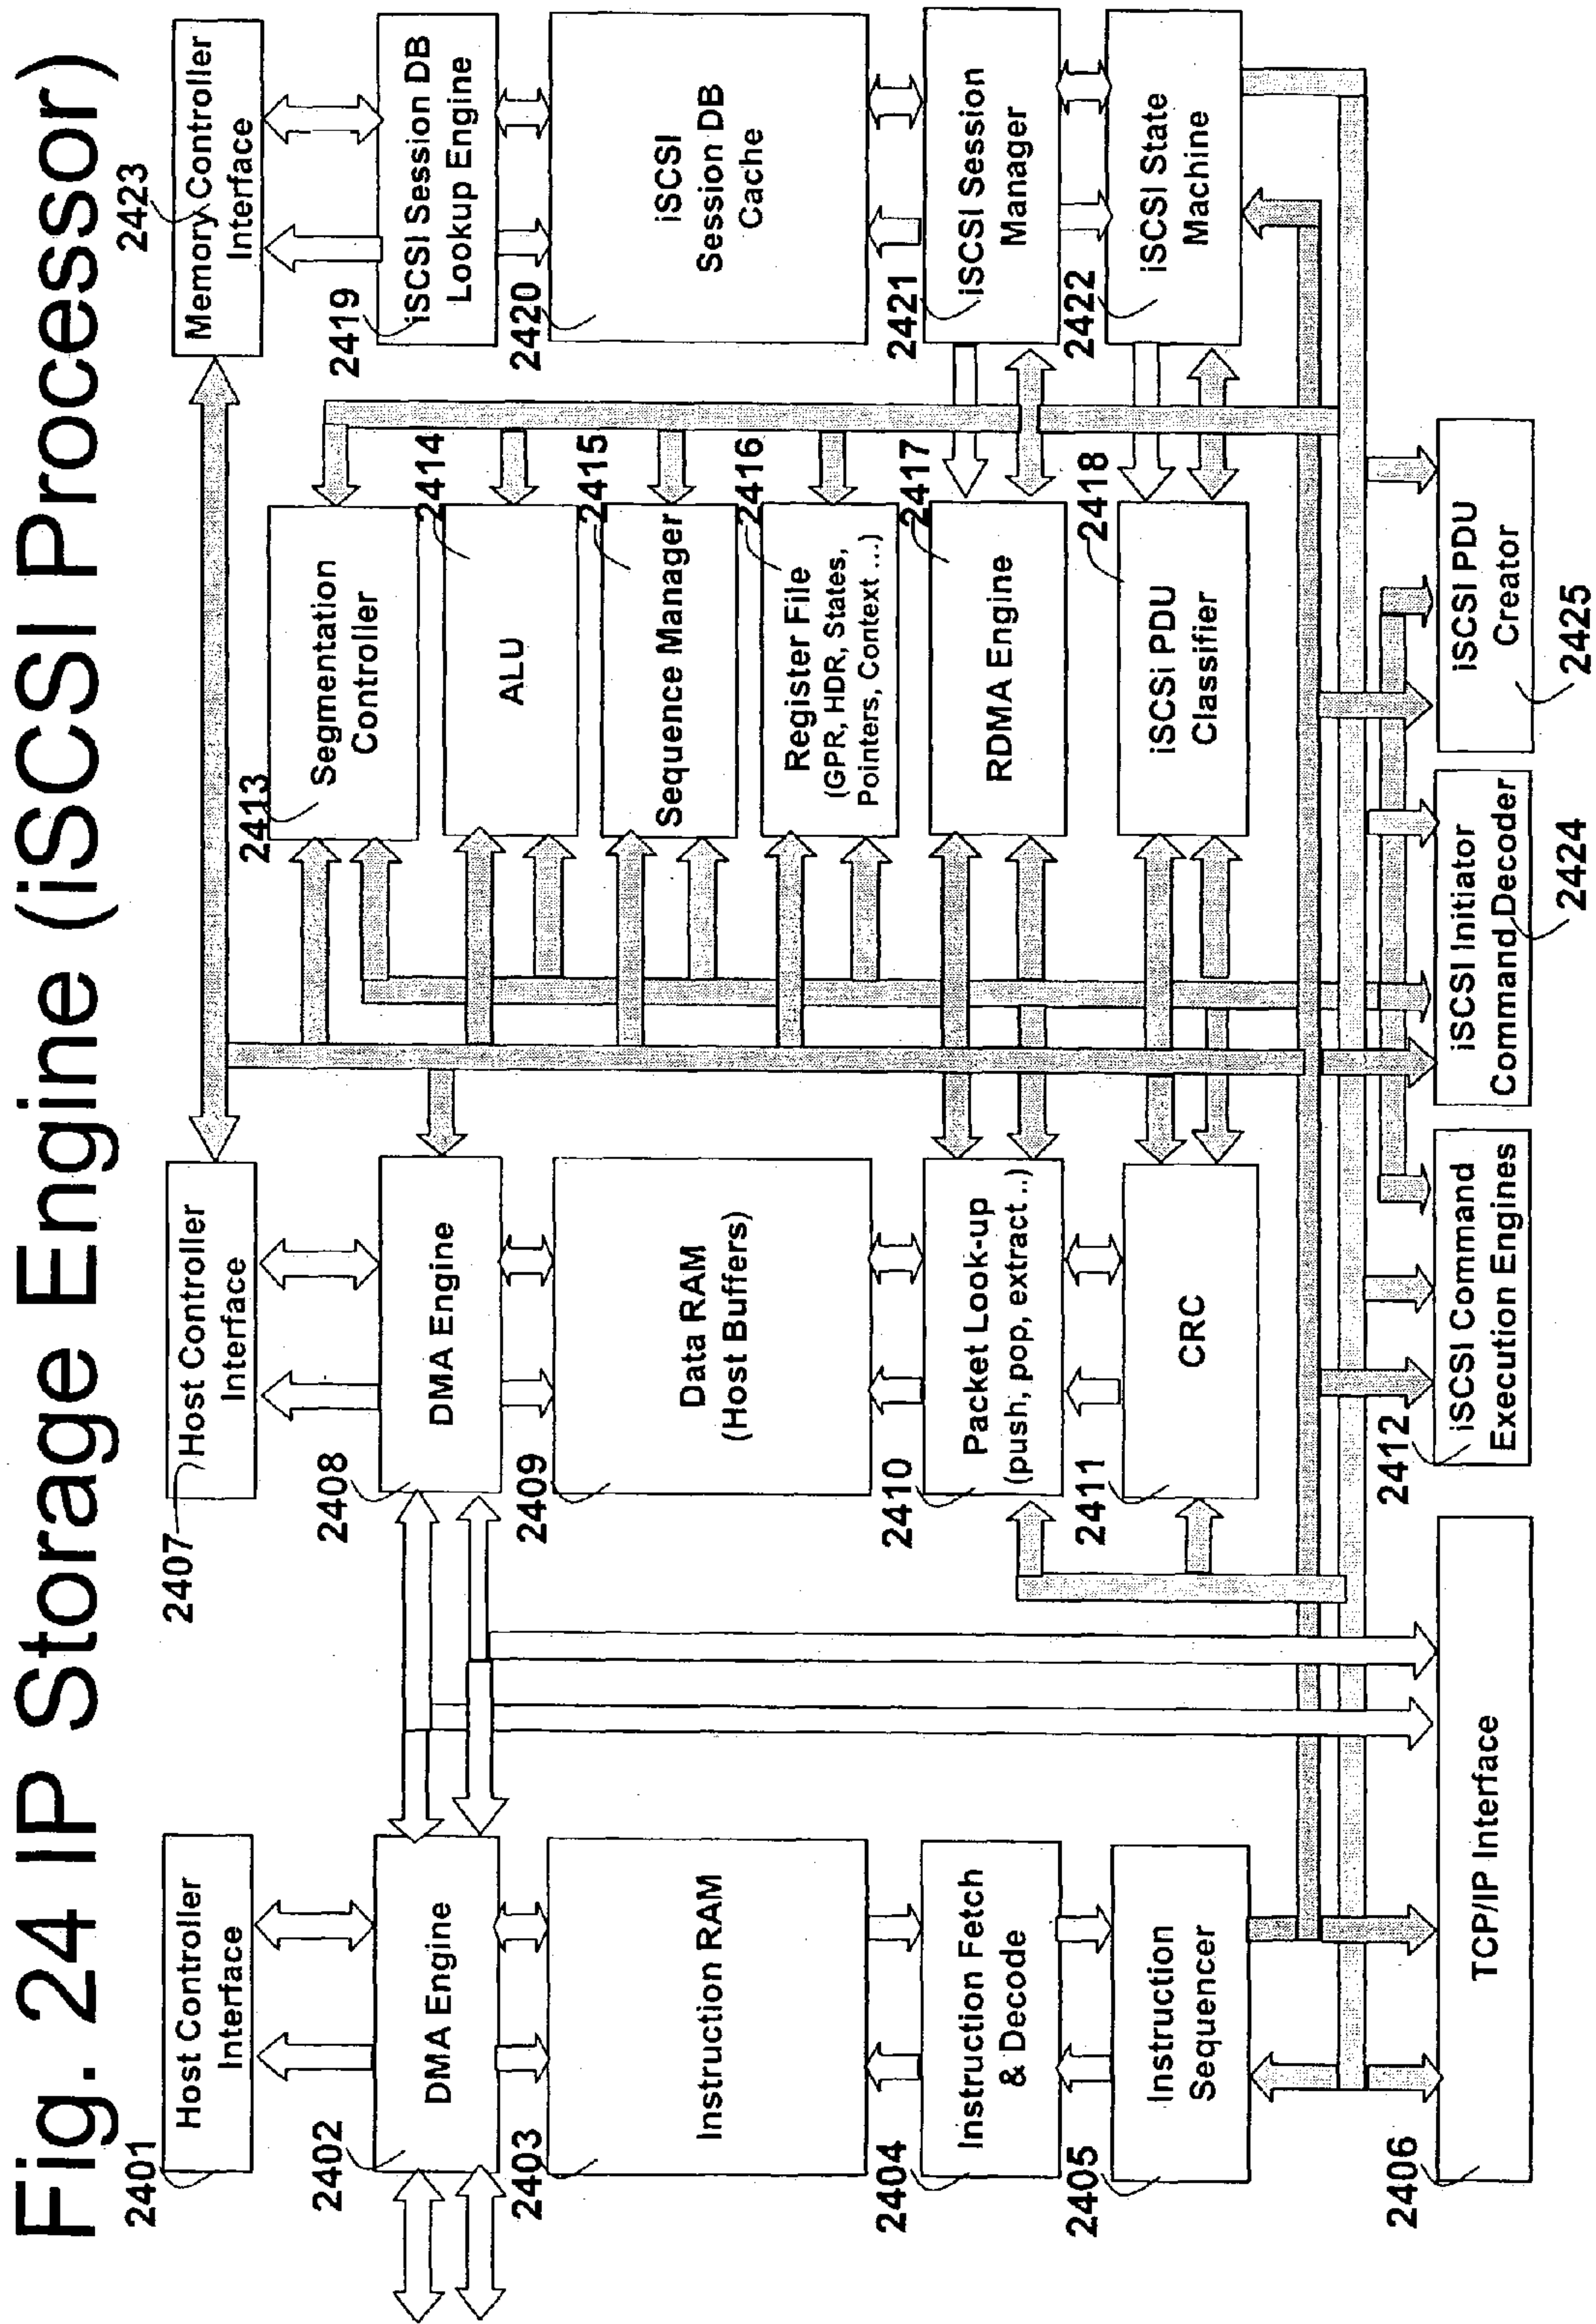 Fig. 24 IP Storage Engine (iSCSI Processor)
2401
Host Controller
Interface
2402
DMA Engine
2403
Instruction RAM
2404
Instruction Fetch
& Decode
2405
Instruction
Sequencer
2406
TCP/IP Interface
2407
Host Controller
Interface
2408
DMA Engine
2409
Data RAM
(Host Buffers)
2410
Packet Look-up
(push, pop, extract ..)
2411
CRC
2412
iSCSI Command
Execution Engines
2413
Segmentation
Controller
2414
ALU
2415
Sequence Manager
2416
Register File
(GPR, HDR, States,
Pointers, Context ...)
2417
RDMA Engine
2418
iSCSi PDU
Classifier
2423
Memory Controller
Interface
2419
iSCSI Session DB
Lookup Engine
2420
iSCSI
Session DB
Cache
2421
iSCSI Session
Manager
2422
iSCSI State
Machine
iSCSI Initiator
Command Decoder
2424
iSCSI PDU
Creator
2425